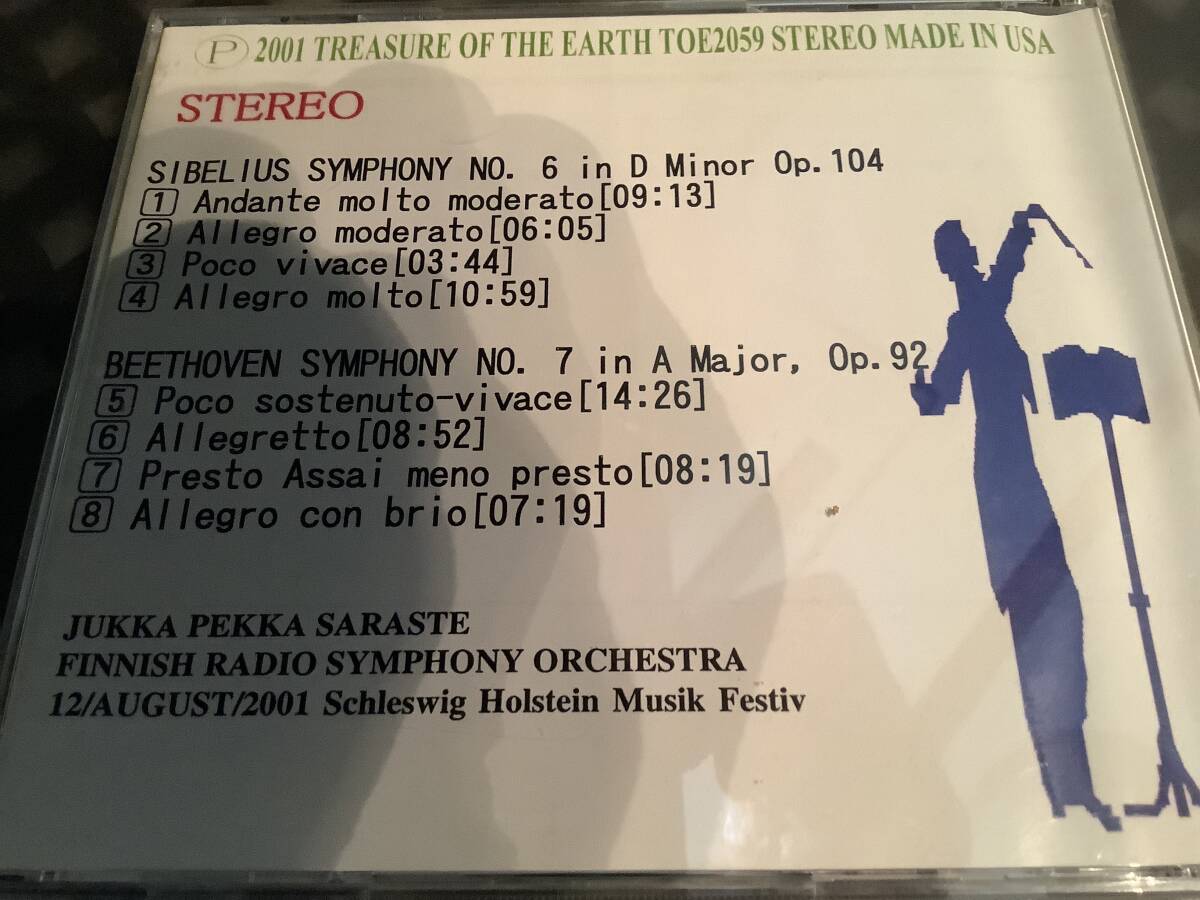 Ⓟ 2001 TREASURE OF THE EARTH TOE2059 STEREO MADE IN USA
STEREO
SIBELIUS SYMPHONY NO. 6 in D Minor Op. 104
1 Andante molto moderato[09:13]
2 Allegro moderato[06:05]
3 Poco vivace[03:44]
4 Allegro molto[10:59]
BEETHOVEN SYMPHONY NO. 7 in A Major, Op. 92
5 Poco sostenuto-vivace[14:26]
6 Allegretto[08:52]
7 Presto Assai meno presto[08:19]
8 Allegro con brio[07:19]
JUKKA PEKKA SARASTE
FINNISH RADIO SYMPHONY ORCHESTRA
12/AUGUST/2001 Schleswig Holstein Musik Festiv